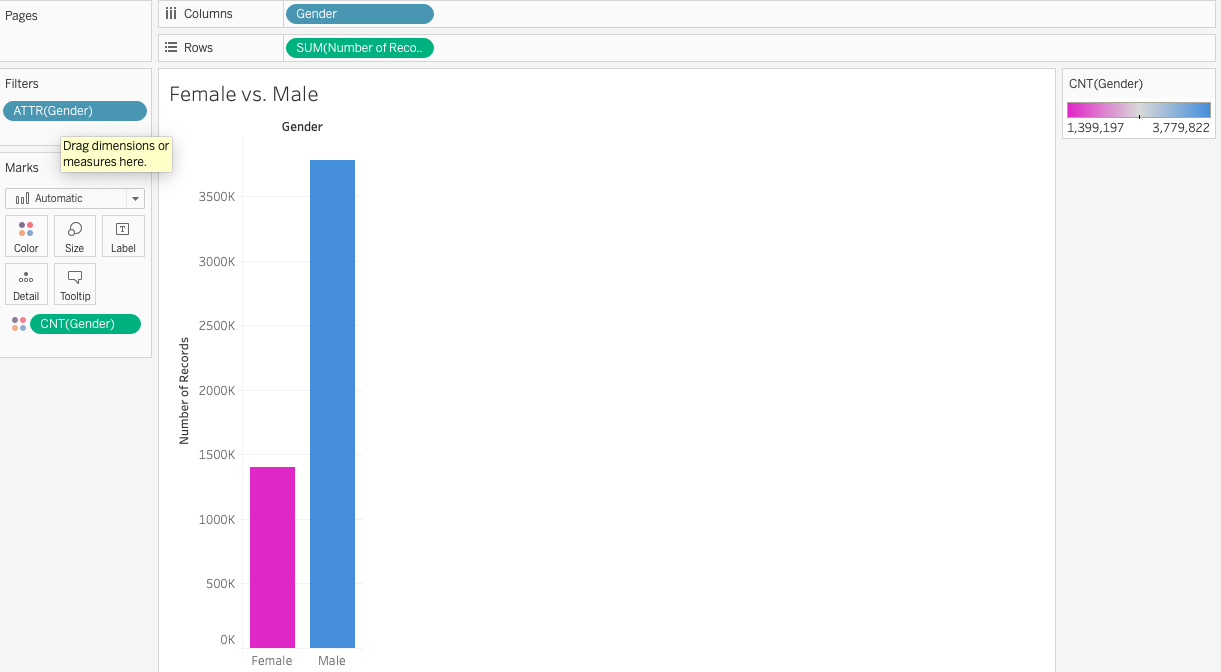 Pages
Columns
Gender
Rows
SUM(Number of Reco..
Filters
ATTR(Gender)
Drag dimensions or
measures here.
Marks
Automatic
Color
Size
Label
Detail
Tooltip
CNT(Gender)
Female vs. Male
Gender
Number of Records
3500K
3000K
2500K
2000K
1500K
1000K
500K
0K
Female
Male
CNT(Gender)
1,399,197
3,779,822